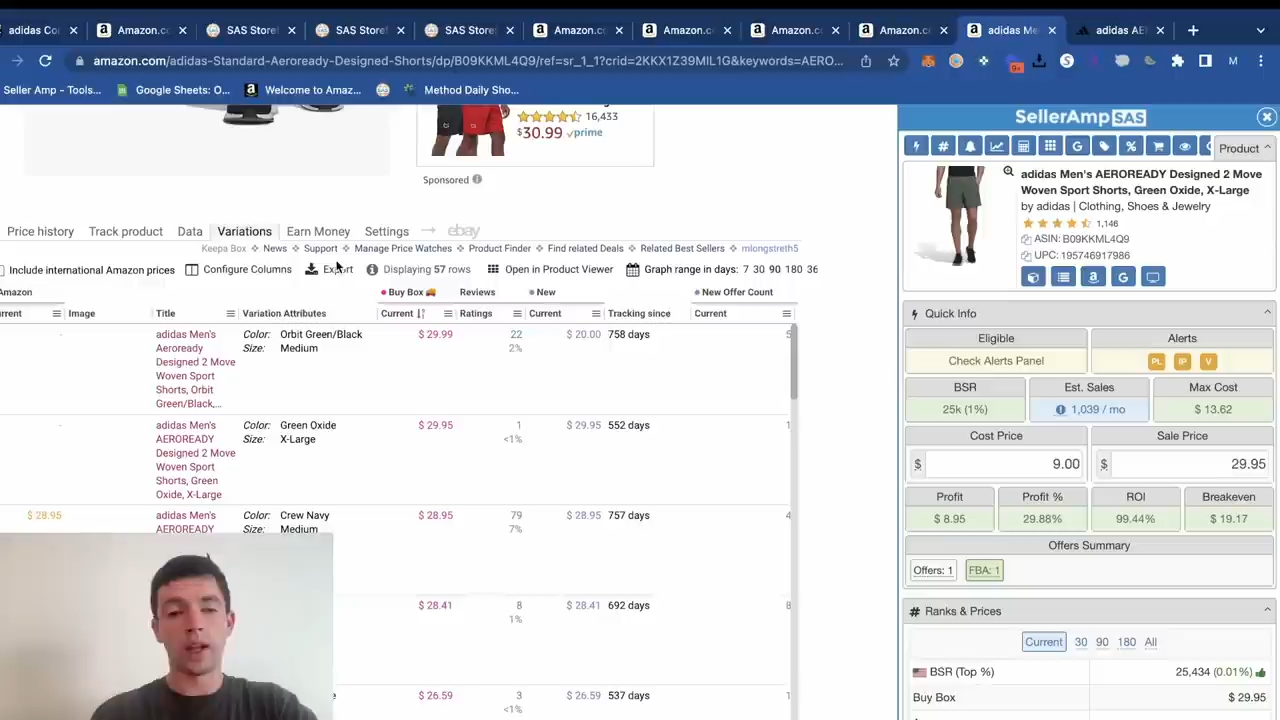 adidas Co
Amazon.c
SAS Storef
SAS Storef
SAS Store
Amazon.c
Amazon.c
Amazon.c
Amazon.c
adidas Me
adidas AE
amazon.com/adidas-Standard-Aeroready-Designed-Shorts/dp/B09KKML4Q9/ref=sr_1_1?crid=2KKX1Z39MIL1G&keywords=AERO...
9+
M
Seller Amp - Tools...
Google Sheets: O...
Welcome to Amaz...
Method Daily Sho...
16,433
$30.99 prime
Sponsored
Price history
Track product
Data
Variations
Earn Money
Settings
ebay
Keepa Box
News
Support
Manage Price Watches
Product Finder
Find related Deals
Related Best Sellers
mlongstreth5
Include international Amazon prices
Configure Columns
Export
Displaying 57 rows
Open in Product Viewer
Graph range in days: 7 30 90 180 36
Amazon
Buy Box
Reviews
New
New Offer Count
Image
Title
Variation Attributes
Current
Ratings
Current
Tracking since
Current
adidas Men's
Aeroready
Designed 2 Move
Woven Sport
Shorts, Orbit
Green/Black,...
Color: Orbit Green/Black
Size: Medium
$ 29.99
22
2%
$ 20.00
758 days
5
adidas Men's
AEROREADY
Designed 2 Move
Woven Sport
Shorts, Green
Oxide, X-Large
Color: Green Oxide
Size: X-Large
$ 29.95
1
<1%
$ 29.95
552 days
1
$ 28.95
adidas Men's
AEROREADY
Color: Crew Navy
Size: Medium
$ 28.95
79
7%
$ 28.95
757 days
4
$ 28.41
8
1%
$ 28.41
692 days
8
$ 26.59
3
<1%
$ 26.59
537 days
1
SellerAmp SAS
Product
adidas Men's AEROREADY Designed 2 Move
Woven Sport Shorts, Green Oxide, X-Large
by adidas | Clothing, Shoes & Jewelry
1,146
ASIN: B09KKML4Q9
UPC: 195746917986
Quick Info
Eligible
Alerts
Check Alerts Panel
PL IP V
BSR
Est. Sales
Max Cost
25k (1%)
1,039 / mo
$ 13.62
Cost Price
Sale Price
$ 9.00
$ 29.95
Profit
Profit %
ROI
Breakeven
$ 8.95
29.88%
99.44%
$ 19.17
Offers Summary
Offers: 1
FBA: 1
Ranks & Prices
Current 30 90 180 All
BSR (Top %)
25,434 (0.01%)
Buy Box
$ 29.95